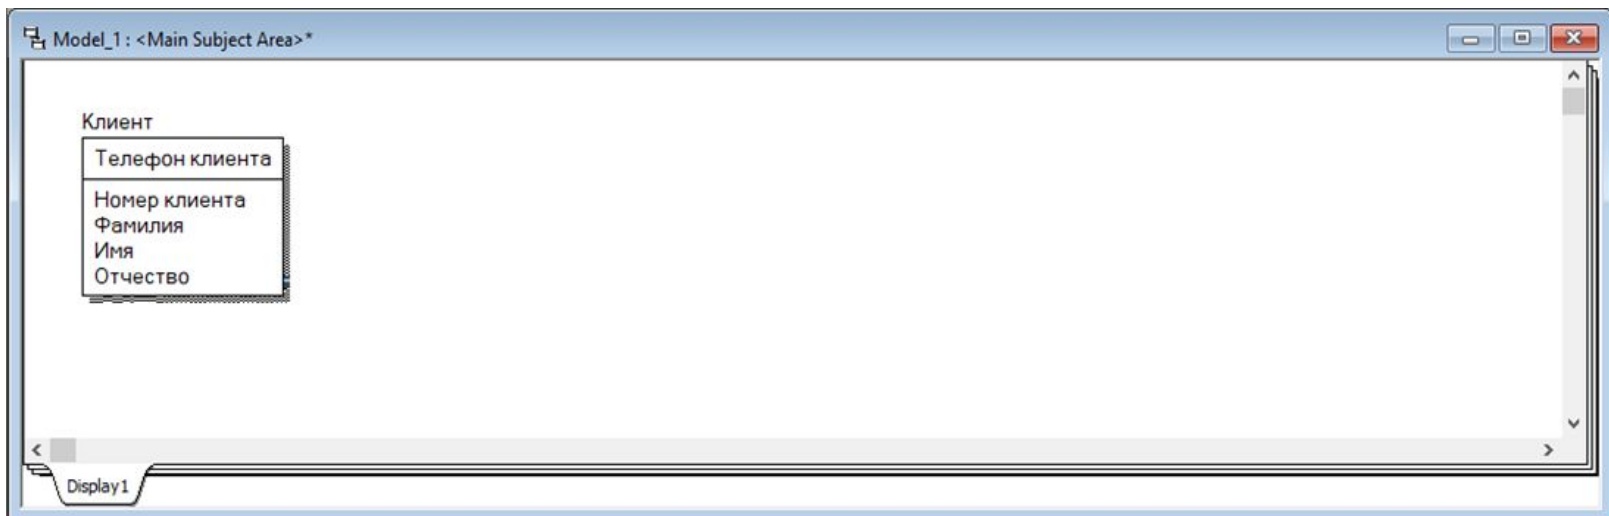 Model_1 : <Main Subject Area>*
Клиент
Телефон клиента
Номер клиента
Фамилия
Имя
Отчество
Display1